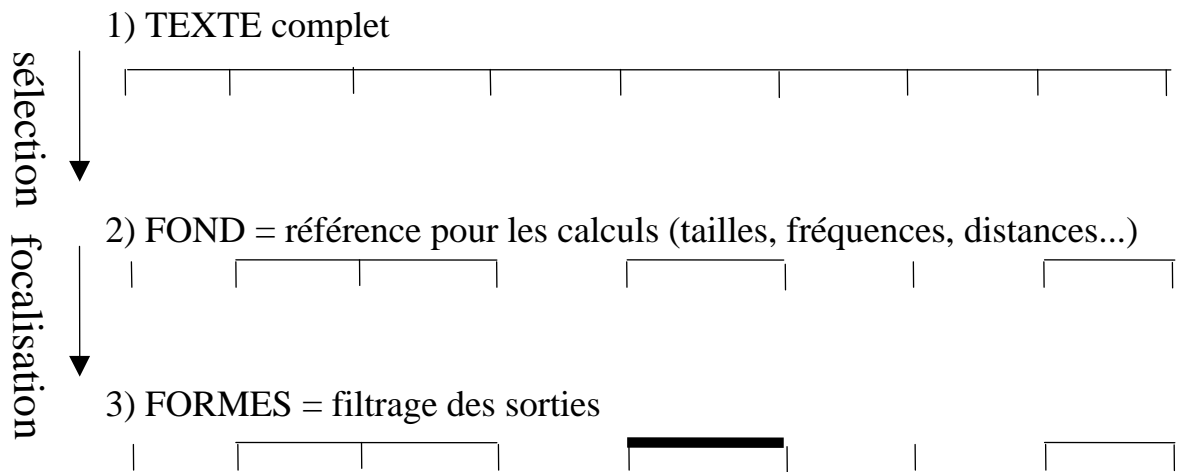 1) TEXTE complet
sélection
2) FOND = référence pour les calculs (tailles, fréquences, distances...)
focalisation
3) FORMES = filtrage des sorties